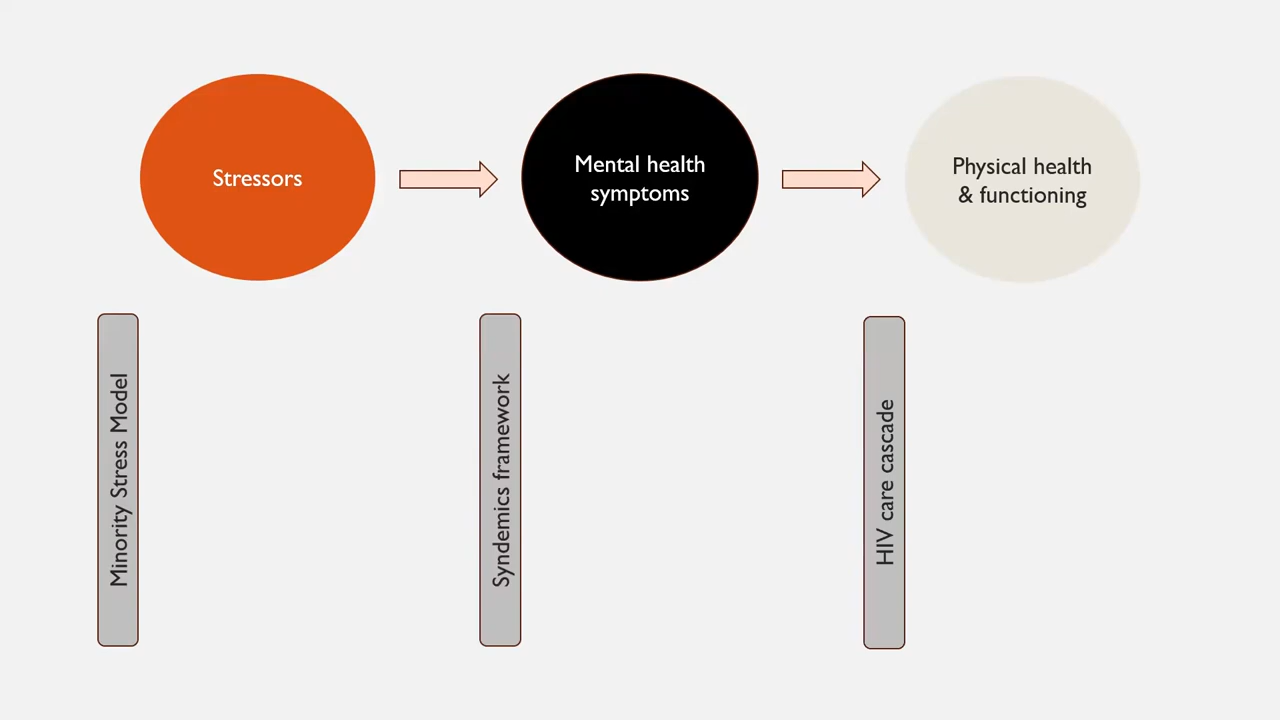 Stressors
Mental health
symptoms
Physical health
& functioning
Minority Stress Model
Syndemics framework
HIV care cascade